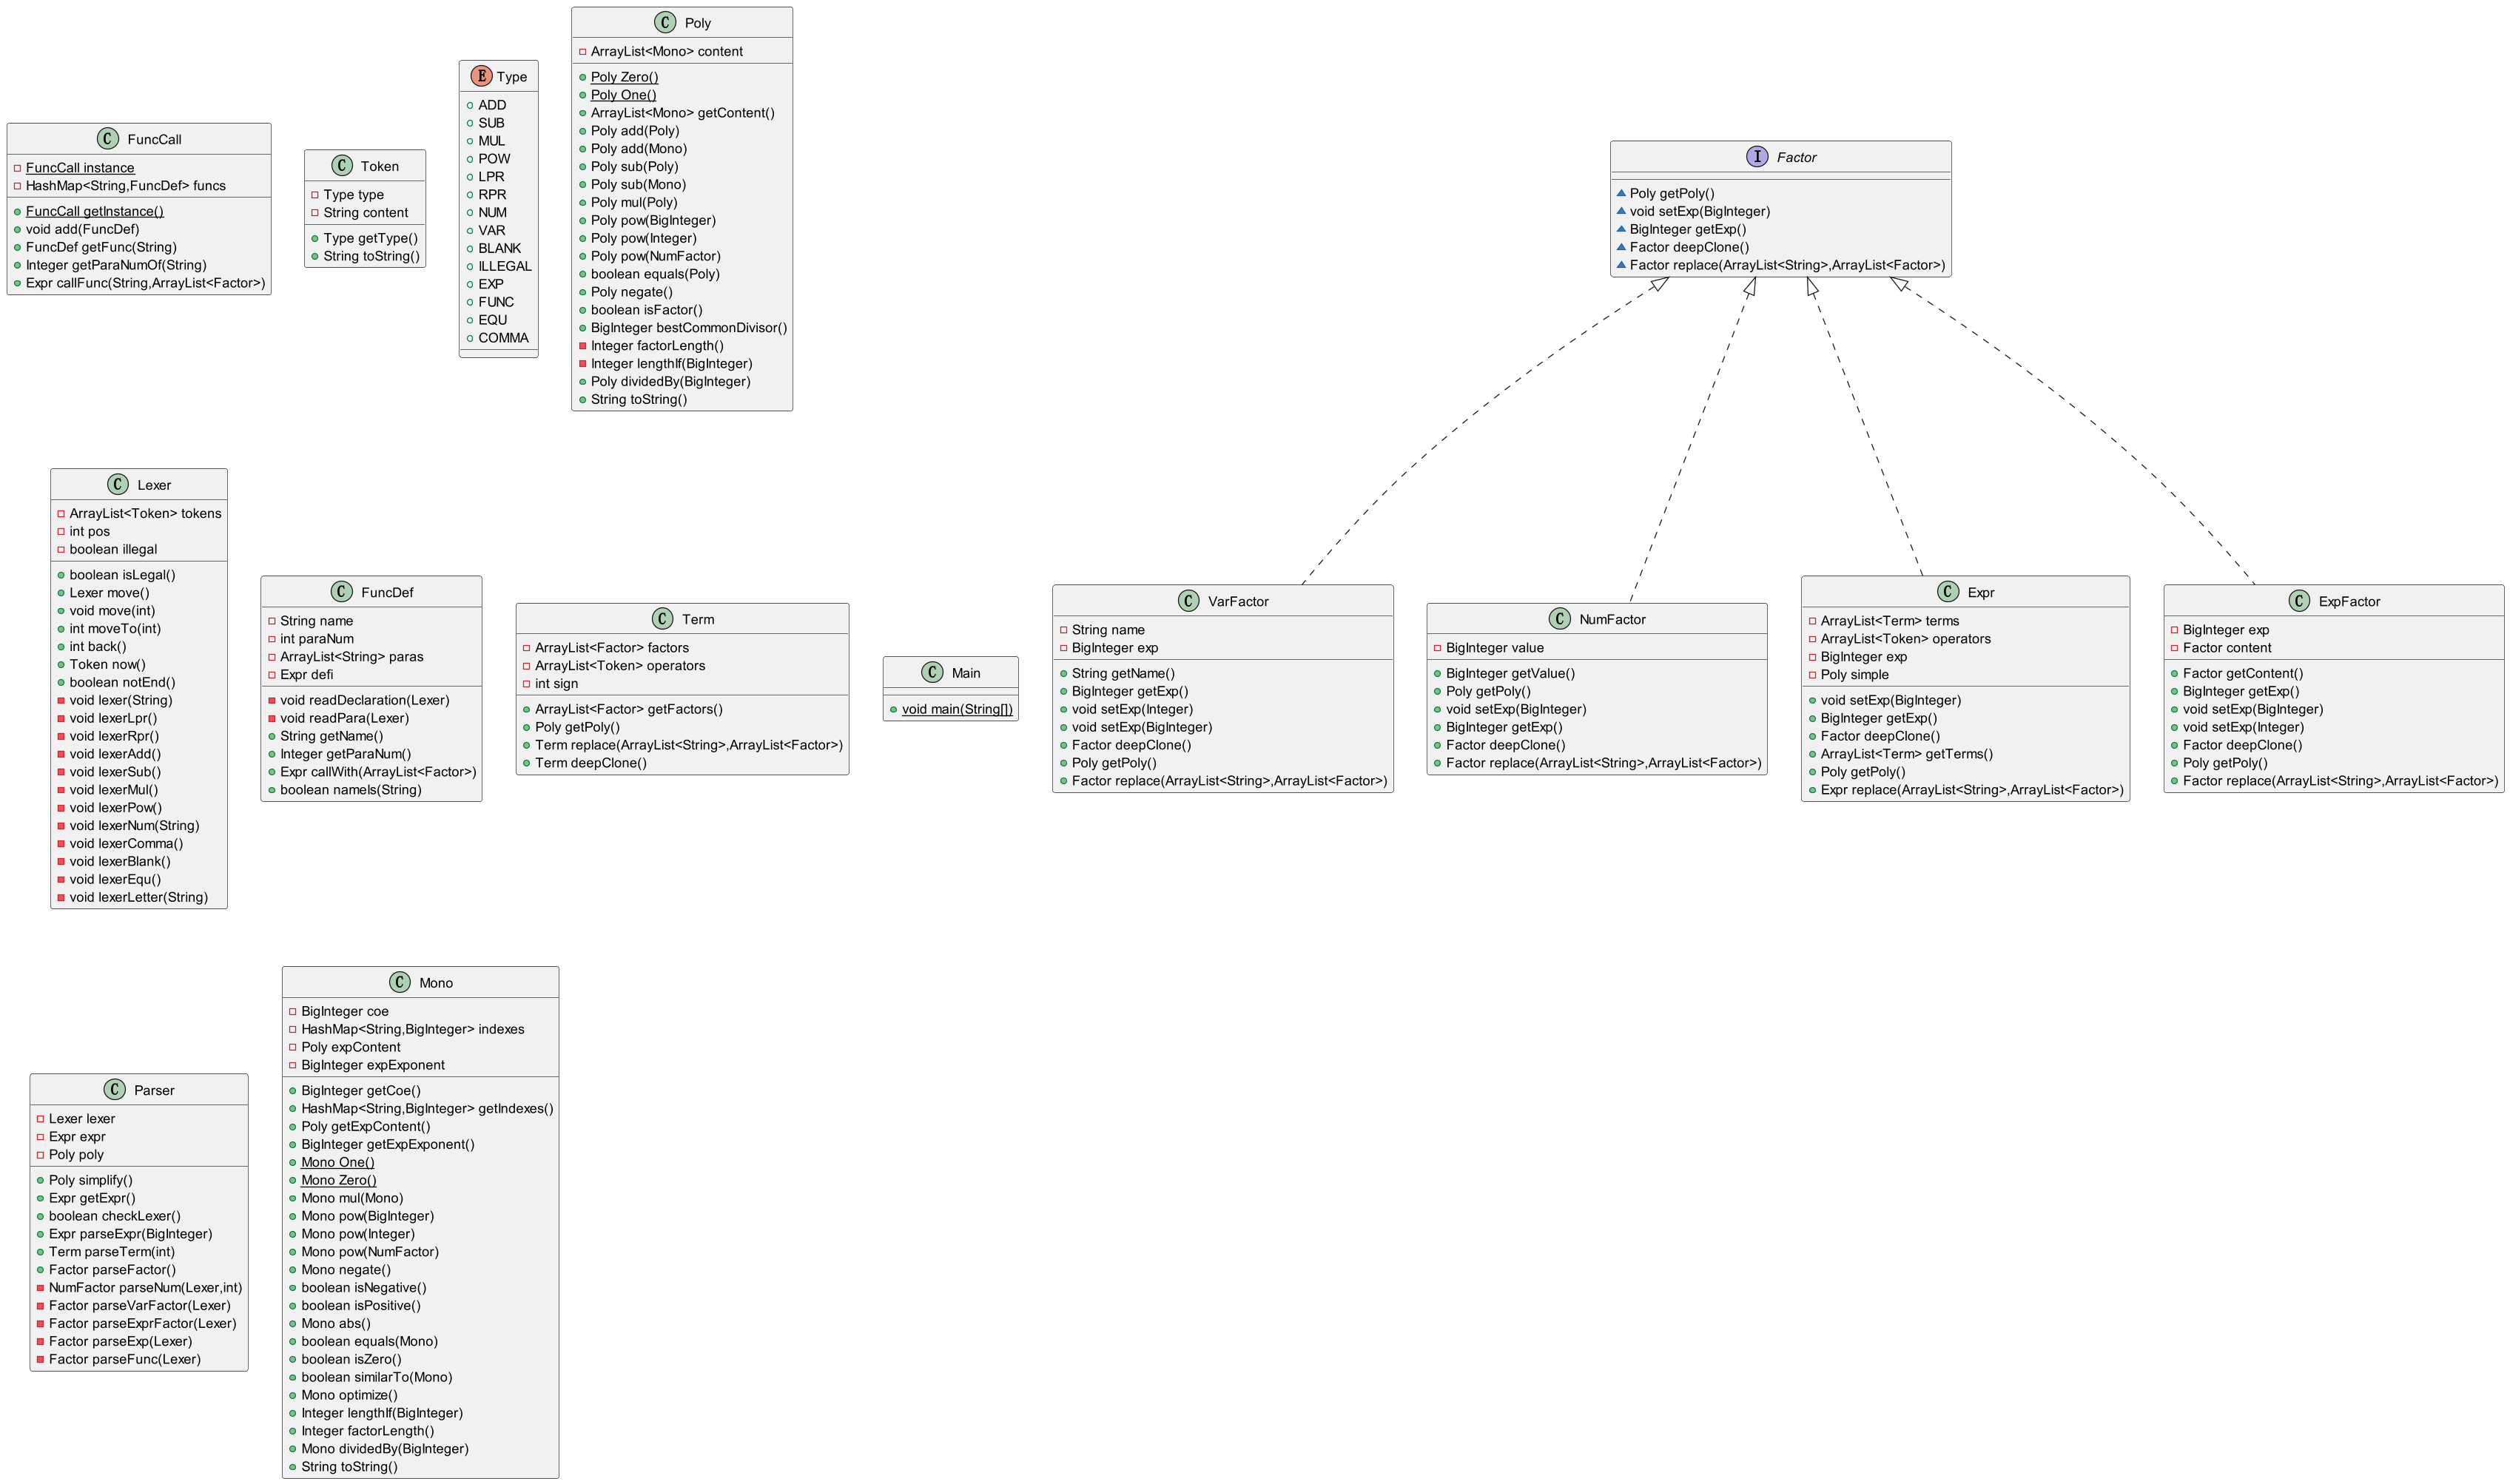 FuncCall
FuncCall instance
HashMap<String,FuncDef> funcs
FuncCall getInstance()
void add(FuncDef)
FuncDef getFunc(String)
Integer getParaNumOf(String)
Expr callFunc(String,ArrayList<Factor>)
Token
Type type
String content
Type getType()
String toString()
Type
ADD
SUB
MUL
POW
LPR
RPR
NUM
VAR
BLANK
ILLEGAL
EXP
FUNC
EQU
COMMA
Poly
ArrayList<Mono> content
Poly Zero()
Poly One()
ArrayList<Mono> getContent()
Poly add(Poly)
Poly add(Mono)
Poly sub(Poly)
Poly sub(Mono)
Poly mul(Poly)
Poly pow(BigInteger)
Poly pow(Integer)
Poly pow(NumFactor)
boolean equals(Poly)
Poly negate()
boolean isFactor()
BigInteger bestCommonDivisor()
Integer factorLength()
Integer lengthIf(BigInteger)
Poly dividedBy(BigInteger)
String toString()
Factor
Poly getPoly()
void setExp(BigInteger)
BigInteger getExp()
Factor deepClone()
Factor replace(ArrayList<String>,ArrayList<Factor>)
Lexer
ArrayList<Token> tokens
int pos
boolean illegal
boolean isLegal()
Lexer move()
void move(int)
int moveTo(int)
int back()
Token now()
boolean notEnd()
void lexer(String)
void lexerLpr()
void lexerRpr()
void lexerAdd()
void lexerSub()
void lexerMul()
void lexerPow()
void lexerNum(String)
void lexerComma()
void lexerBlank()
void lexerEqu()
void lexerLetter(String)
FuncDef
String name
int paraNum
ArrayList<String> paras
Expr defi
void readDeclaration(Lexer)
void readPara(Lexer)
String getName()
Integer getParaNum()
Expr callWith(ArrayList<Factor>)
boolean nameIs(String)
Term
ArrayList<Factor> factors
ArrayList<Token> operators
int sign
ArrayList<Factor> getFactors()
Poly getPoly()
Term replace(ArrayList<String>,ArrayList<Factor>)
Term deepClone()
Main
void main(String[])
VarFactor
String name
BigInteger exp
String getName()
BigInteger getExp()
void setExp(Integer)
void setExp(BigInteger)
Factor deepClone()
Poly getPoly()
Factor replace(ArrayList<String>,ArrayList<Factor>)
NumFactor
BigInteger value
BigInteger getValue()
Poly getPoly()
void setExp(BigInteger)
BigInteger getExp()
Factor deepClone()
Factor replace(ArrayList<String>,ArrayList<Factor>)
Expr
ArrayList<Term> terms
ArrayList<Token> operators
BigInteger exp
Poly simple
void setExp(BigInteger)
BigInteger getExp()
Factor deepClone()
ArrayList<Term> getTerms()
Poly getPoly()
Expr replace(ArrayList<String>,ArrayList<Factor>)
ExpFactor
BigInteger exp
Factor content
Factor getContent()
BigInteger getExp()
void setExp(BigInteger)
void setExp(Integer)
Factor deepClone()
Poly getPoly()
Factor replace(ArrayList<String>,ArrayList<Factor>)
Parser
Lexer lexer
Expr expr
Poly poly
Poly simplify()
Expr getExpr()
boolean checkLexer()
Expr parseExpr(BigInteger)
Term parseTerm(int)
Factor parseFactor()
NumFactor parseNum(Lexer,int)
Factor parseVarFactor(Lexer)
Factor parseExprFactor(Lexer)
Factor parseExp(Lexer)
Factor parseFunc(Lexer)
Mono
BigInteger coe
HashMap<String,BigInteger> indexes
Poly expContent
BigInteger expExponent
BigInteger getCoe()
HashMap<String,BigInteger> getIndexes()
Poly getExpContent()
BigInteger getExpExponent()
Mono One()
Mono Zero()
Mono mul(Mono)
Mono pow(BigInteger)
Mono pow(Integer)
Mono pow(NumFactor)
Mono negate()
boolean isNegative()
boolean isPositive()
Mono abs()
boolean equals(Mono)
boolean isZero()
boolean similarTo(Mono)
Mono optimize()
Integer lengthIf(BigInteger)
Integer factorLength()
Mono dividedBy(BigInteger)
String toString()